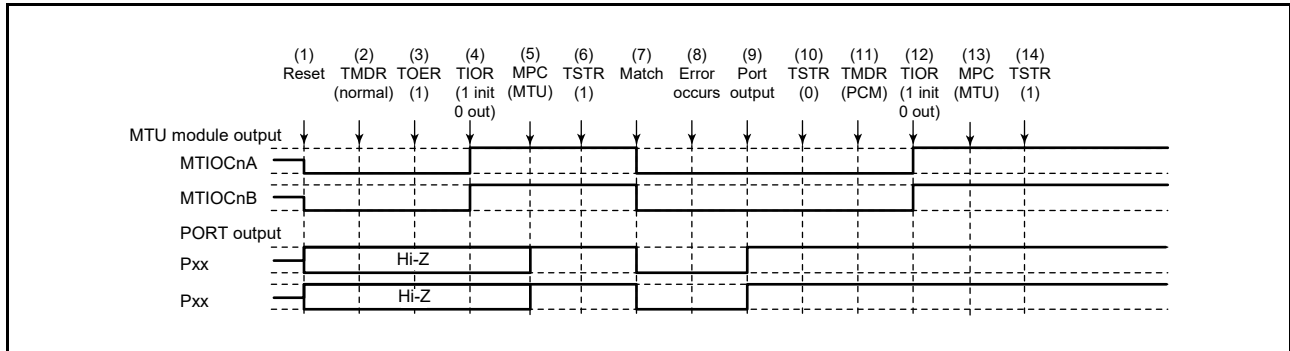 (1) (2) (3) (4) (5) (6) (7) (8) (9) (10) (11) (12) (13) (14)
Reset TMDR TOER TIOR MPC TSTR Match Error Port TSTR TMDR TIOR MPC TSTR
(normal) (1) (1 init (MTU) (1) occurs output (0) (PCM) (1 init (MTU) (1)
0 out) 0 out)
MTU module output
MTIOCnA
MTIOCnB
PORT output
Pxx Hi-Z
Pxx Hi-Z